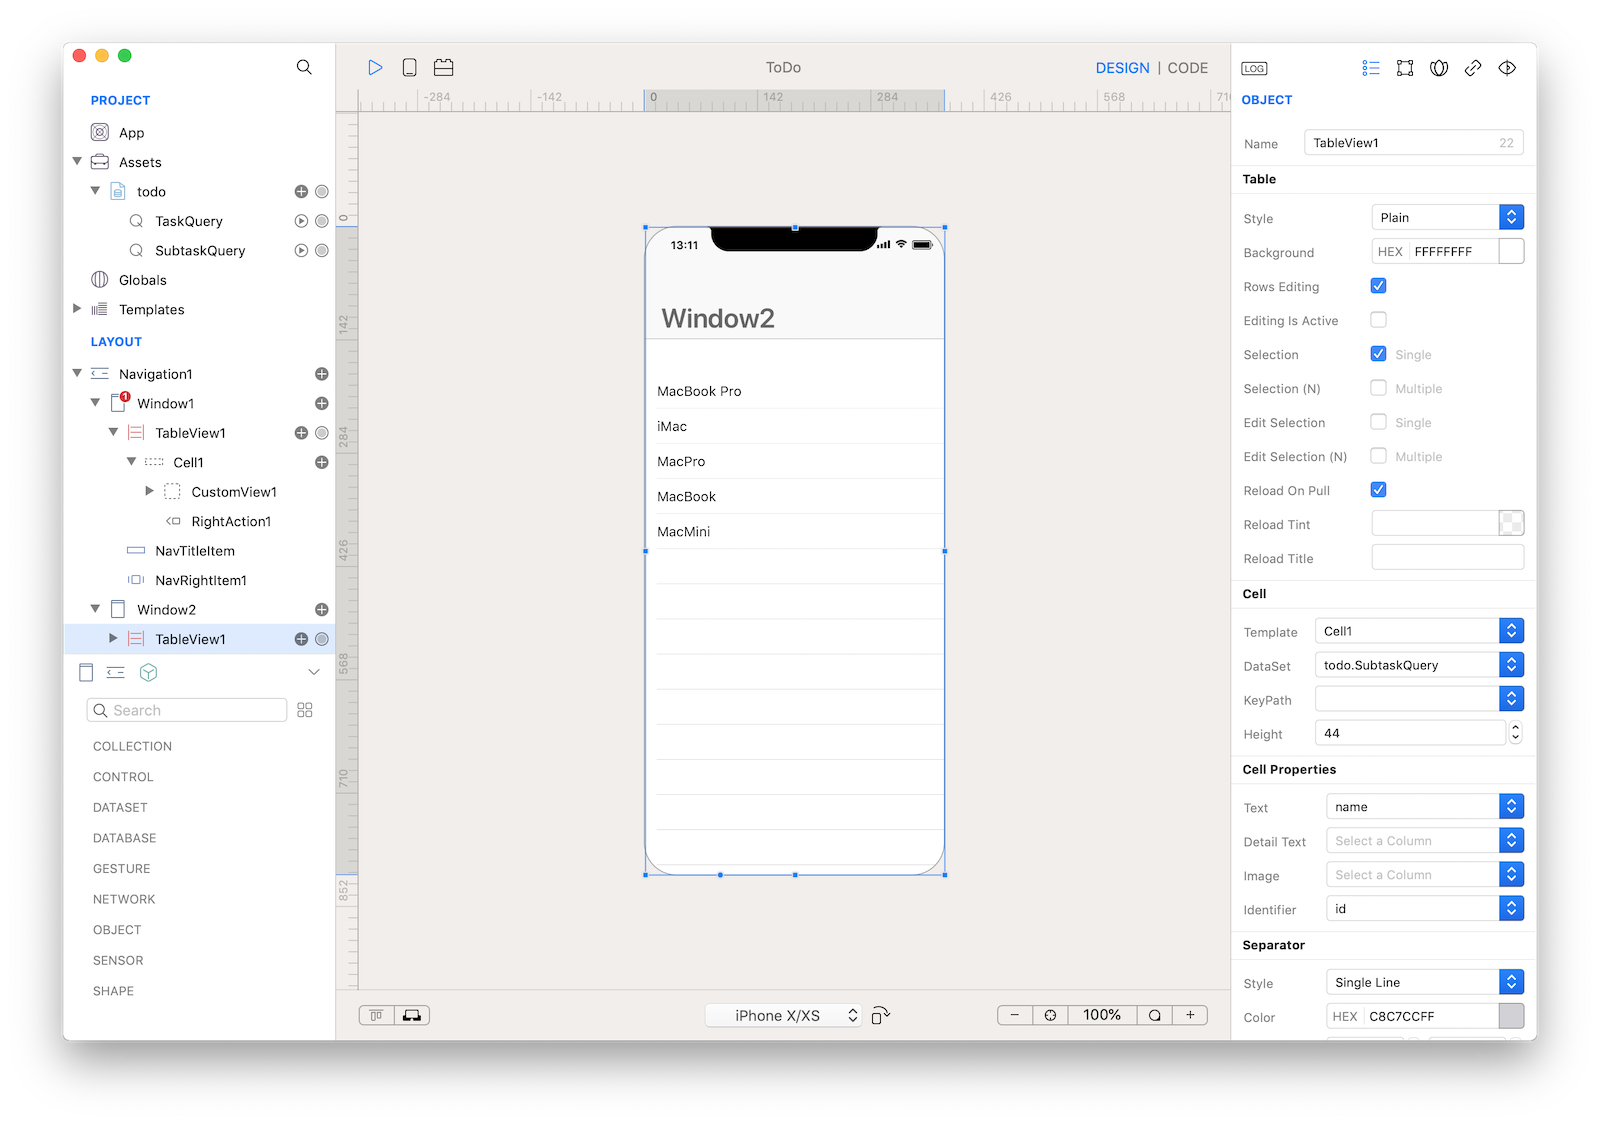 ToDo
DESIGN | CODE
LOG
PROJECT
App
Assets
todo
TaskQuery
SubtaskQuery
Globals
Templates
LAYOUT
Navigation1
1
Window1
TableView1
Cell1
CustomView1
RightAction1
NavTitleItem
NavRightItem1
Window2
TableView1
Search
COLLECTION
CONTROL
DATASET
DATABASE
GESTURE
NETWORK
OBJECT
SENSOR
SHAPE
-284 -142 0 142 284 426 568 710
0
142
284
426
568
710
852
13:11
Window2
MacBook Pro
iMac
MacPro
MacBook
MacMini
iPhone X/XS
− 100% +
OBJECT
Name TableView1 22
Table
Style Plain
Background HEX FFFFFFFF
Rows Editing
Editing Is Active
Selection Single
Selection (N) Multiple
Edit Selection Single
Edit Selection (N) Multiple
Reload On Pull
Reload Tint
Reload Title
Cell
Template Cell1
DataSet todo.SubtaskQuery
KeyPath
Height 44
Cell Properties
Text name
Detail Text Select a Column
Image Select a Column
Identifier id
Separator
Style Single Line
Color HEX C8C7CCFF